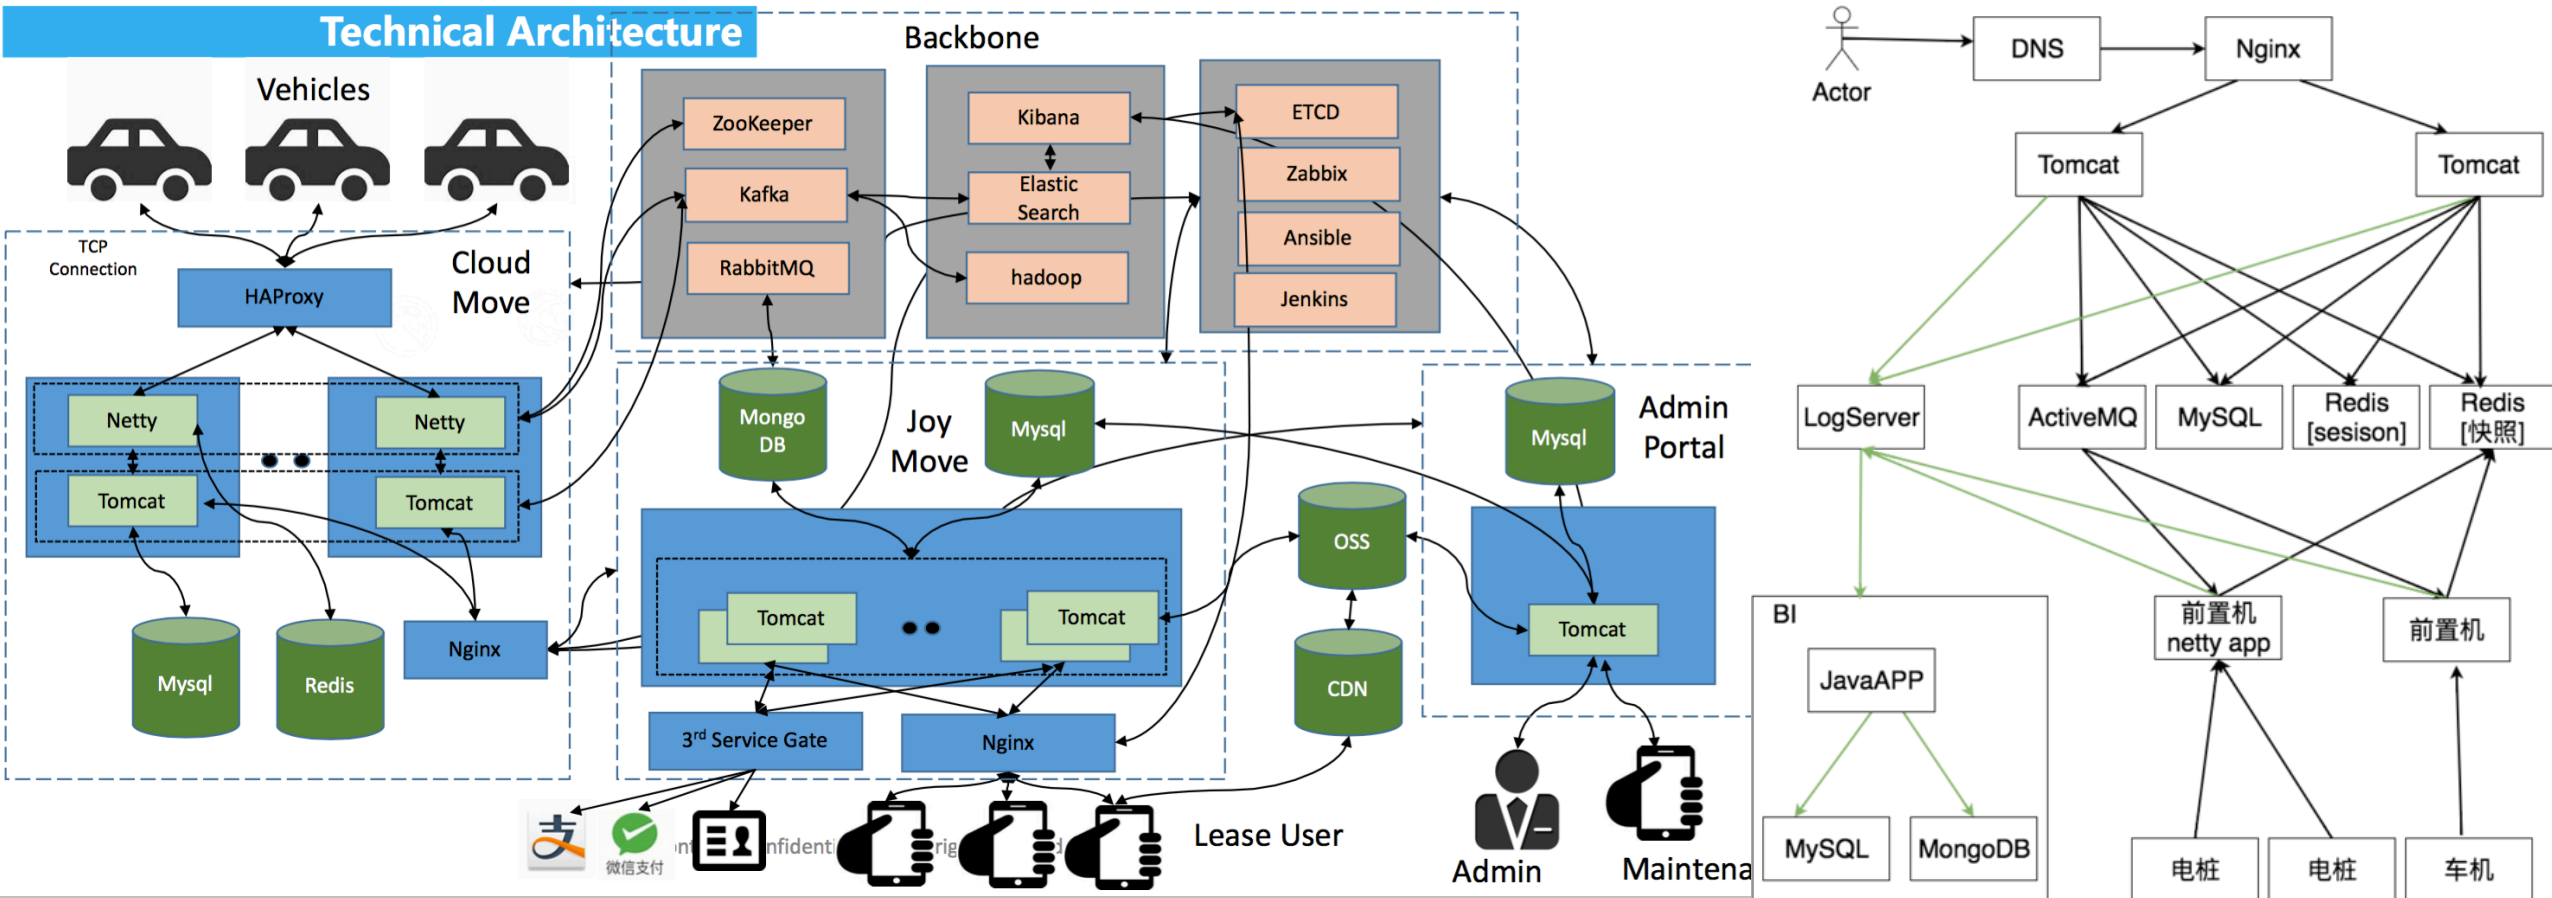 Technical Architecture
Vehicles
TCP
Connection
Cloud
Move
HAProxy
Netty
Netty
Tomcat
Tomcat
Mysql
Redis
Nginx
Backbone
ZooKeeper
Kafka
RabbitMQ
Kibana
Elastic
Search
hadoop
ETCD
Zabbix
Ansible
Jenkins
Mongo
DB
Joy
Move
Mysql
Tomcat
Tomcat
3rd Service Gate
Nginx
OSS
CDN
Admin
Portal
Mysql
Tomcat
微信支付
Lease User
Admin
Maintena
Actor
DNS
Nginx
Tomcat
Tomcat
LogServer
ActiveMQ
MySQL
Redis
[sesison]
Redis
[快照]
前置机
netty app
前置机
BI
JavaAPP
MySQL
MongoDB
电桩
电桩
车机